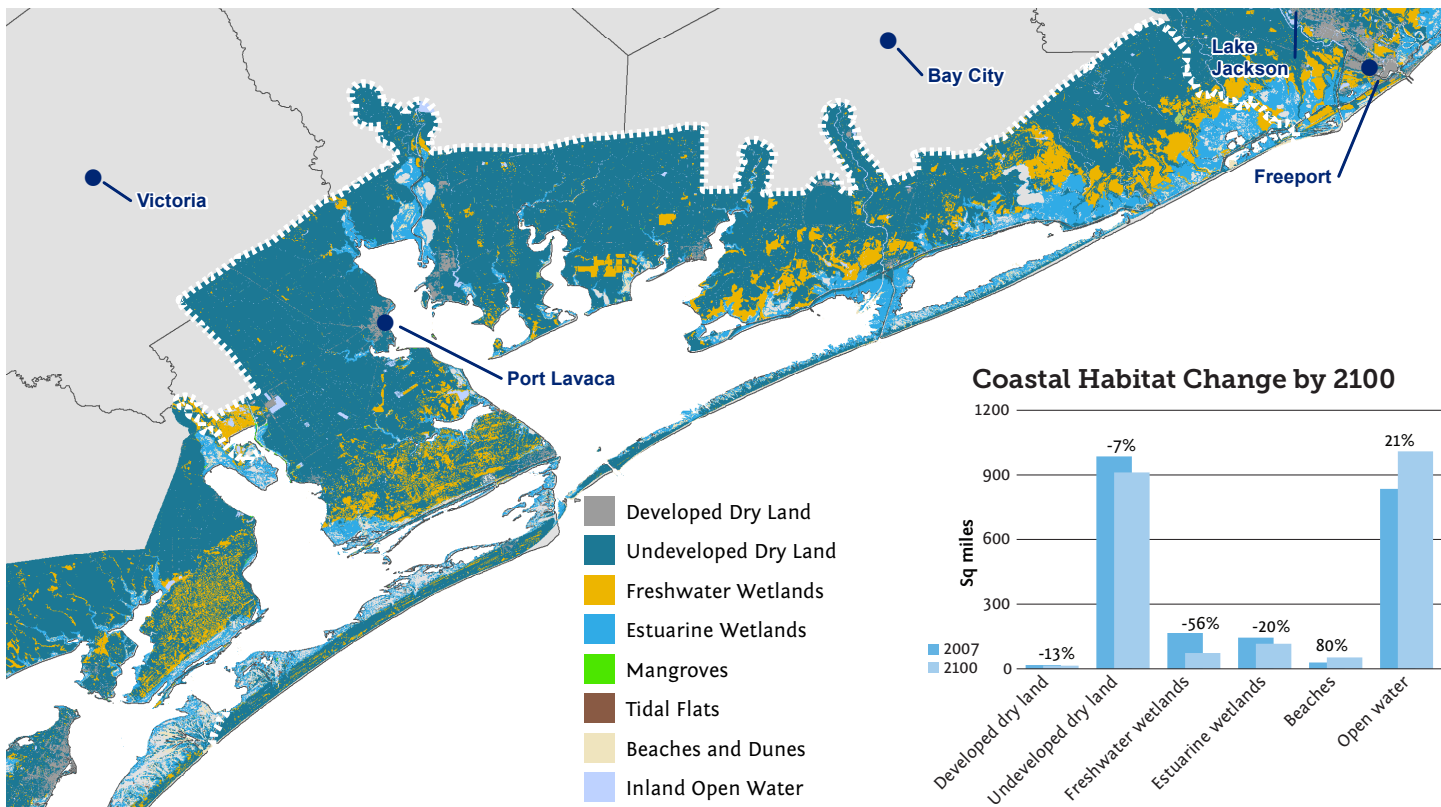 Lake
Jackson
Bay City
Victoria
Freeport
Port Lavaca
Developed Dry Land
Undeveloped Dry Land
Freshwater Wetlands
Estuarine Wetlands
Mangroves
Tidal Flats
Beaches and Dunes
Inland Open Water
Coastal Habitat Change by 2100
1200
900
600
300
0
Sq miles
2007
2100
-13%
-7%
-56%
-20%
80%
21%
Developed dry land
Undeveloped dry land
Freshwater wetlands
Estuarine wetlands
Beaches
Open water